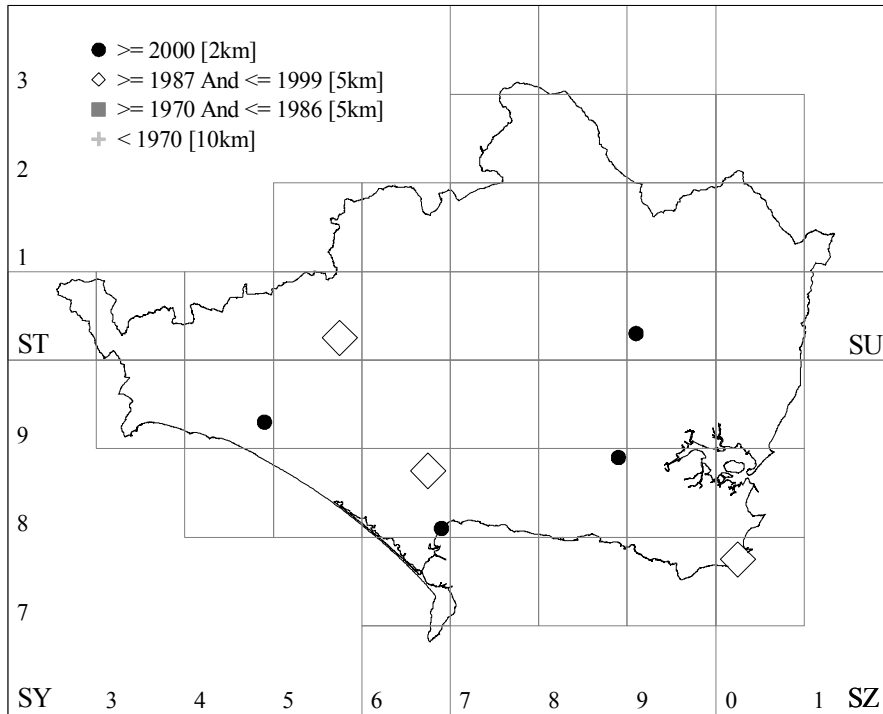 >= 2000 [2km]
3
>= 1987 And <= 1999 [5km]
>= 1970 And <= 1986 [5km]
< 1970 [10km]
2
1
ST
SU
9
8
7
SY
3
4
5
6
7
8
9
0
1
SZ